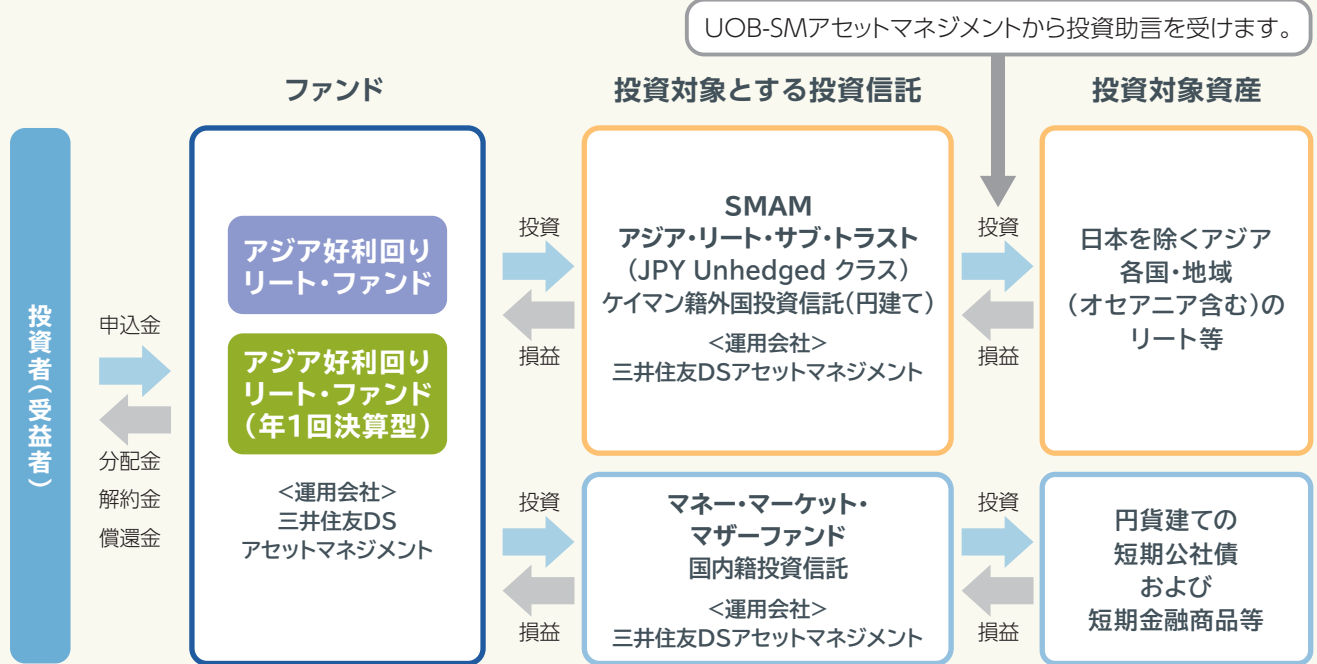 UOB-SMアセットマネジメントから投資助言を受けます。
ファンド
投資対象とする投資信託
投資対象資産
投資者(受益者)
申込金
分配金
解約金
償還金
アジア好利回り
リート・ファンド
アジア好利回り
リート・ファンド
(年1回決算型)
<運用会社>
三井住友DS
アセットマネジメント
投資
損益
SMAM
アジア・リート・サブ・トラスト
(JPY Unhedged クラス)
ケイマン籍外国投資信託(円建て)
<運用会社>
三井住友DSアセットマネジメント
投資
損益
日本を除くアジア
各国・地域
(オセアニア含む)の
リート等
投資
損益
マネー・マーケット・
マザーファンド
国内籍投資信託
<運用会社>
三井住友DSアセットマネジメント
投資
損益
円貨建ての
短期公社債
および
短期金融商品等